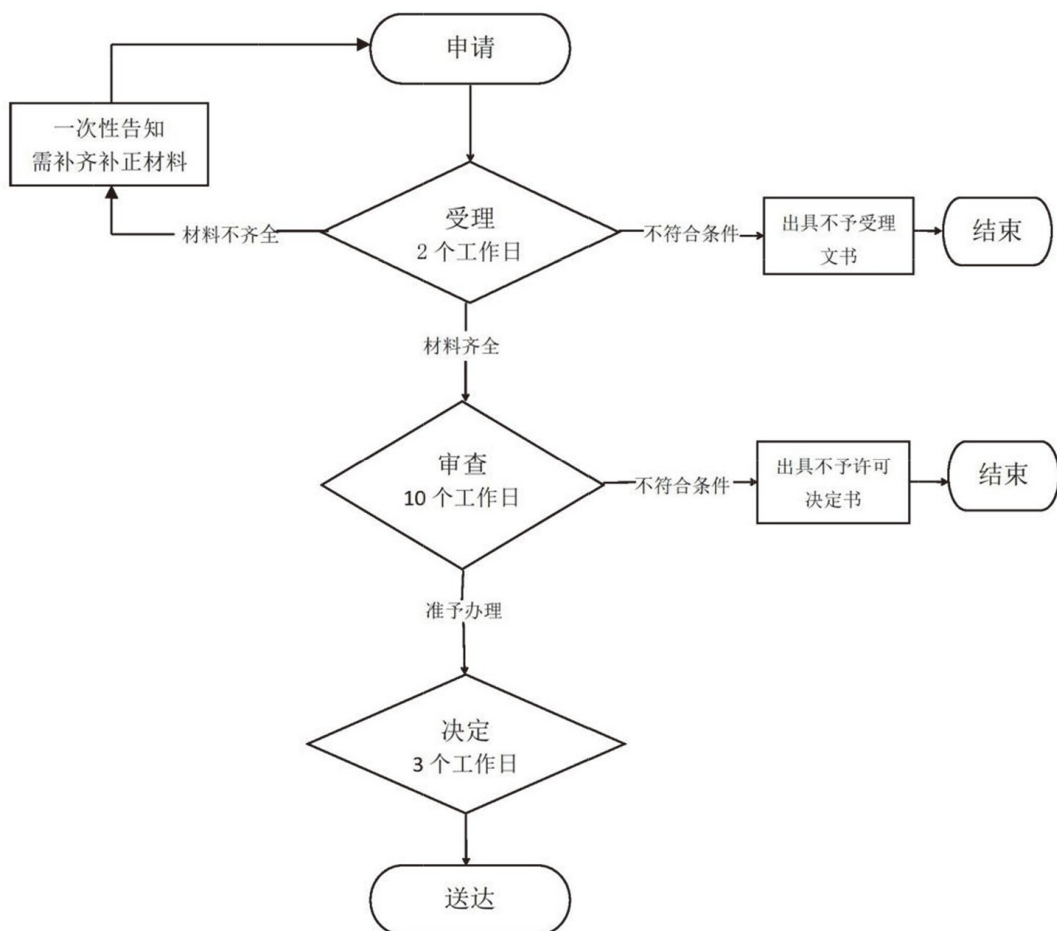 申请
一次性告知
需补齐补正材料
受理
2 个工作日
材料不齐全
不符合条件
出具不予受理
文书
结束
材料齐全
审查
10 个工作日
不符合条件
出具不予许可
决定书
结束
准予办理
决定
3 个工作日
送达